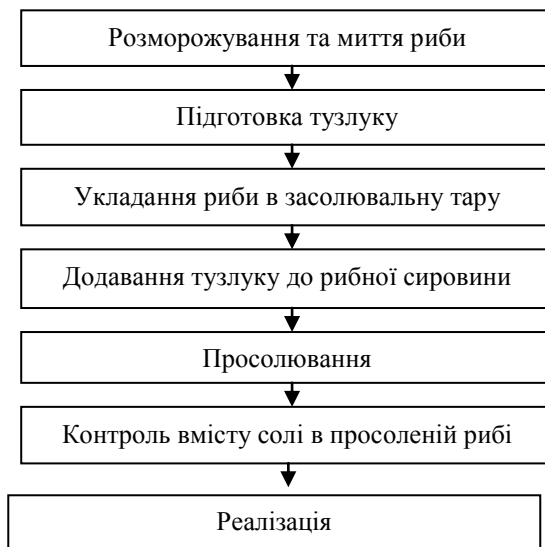 Розморожування та миття риби
Підготовка тузлуку
Укладання риби в засолювальну тару
Додавання тузлуку до рибної сировини
Просолювання
Контроль вмісту солі в просоленій рибі
Реалізація